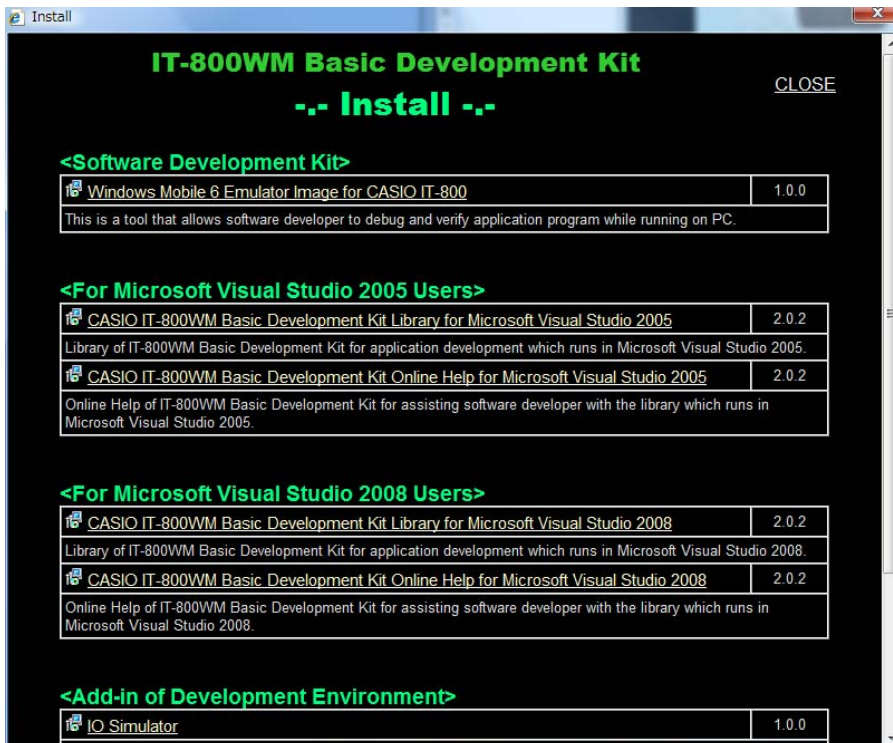 Install
IT-800WM Basic Development Kit
-.- Install -.-
CLOSE
<Software Development Kit>
Windows Mobile 6 Emulator Image for CASIO IT-800 1.0.0
This is a tool that allows software developer to debug and verify application program while running on PC.
<For Microsoft Visual Studio 2005 Users>
CASIO IT-800WM Basic Development Kit Library for Microsoft Visual Studio 2005 2.0.2
Library of IT-800WM Basic Development Kit for application development which runs in Microsoft Visual Studio 2005.
CASIO IT-800WM Basic Development Kit Online Help for Microsoft Visual Studio 2005 2.0.2
Online Help of IT-800WM Basic Development Kit for assisting software developer with the library which runs in
Microsoft Visual Studio 2005.
<For Microsoft Visual Studio 2008 Users>
CASIO IT-800WM Basic Development Kit Library for Microsoft Visual Studio 2008 2.0.2
Library of IT-800WM Basic Development Kit for application development which runs in Microsoft Visual Studio 2008.
CASIO IT-800WM Basic Development Kit Online Help for Microsoft Visual Studio 2008 2.0.2
Online Help of IT-800WM Basic Development Kit for assisting software developer with the library which runs in
Microsoft Visual Studio 2008.
<Add-in of Development Environment>
IO Simulator 1.0.0